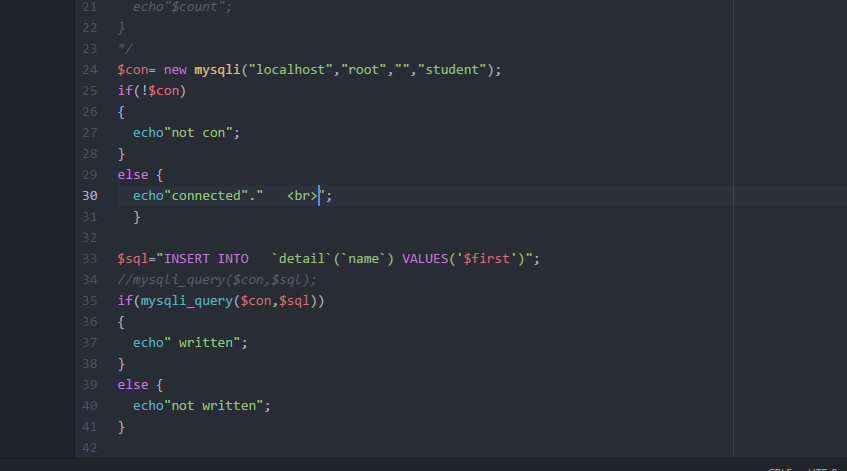 21 echo"$count";
22 }
23 */
24 $con= new mysqli("localhost","root","","student");
25 if(!$con)
26 {
27 echo"not con";
28 }
29 else {
30 echo"connected"."   <br>";
31 }
32
33 $sql="INSERT INTO   `detail`(`name`) VALUES('$first')";
34 //mysqli_query($con,$sql);
35 if(mysqli_query($con,$sql))
36 {
37 echo" written";
38 }
39 else {
40 echo"not written";
41 }
42